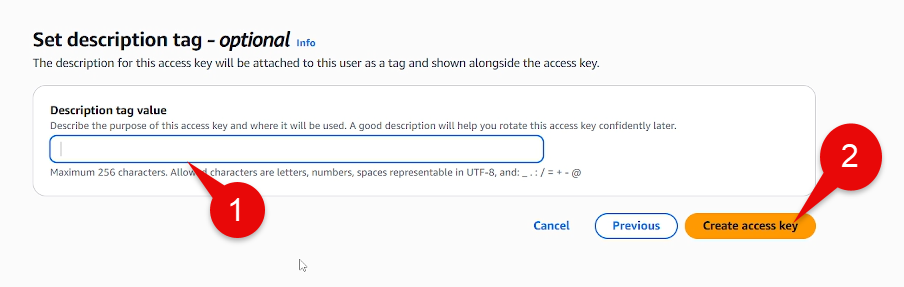 Set description tag - optional Info
The description for this access key will be attached to this user as a tag and shown alongside the access key.
Description tag value
Describe the purpose of this access key and where it will be used. A good description will help you rotate this access key confidently later.
Maximum 256 characters. Allowed characters are letters, numbers, spaces representable in UTF-8, and: _ . : / = + - @
1
2
Cancel
Previous
Create access key